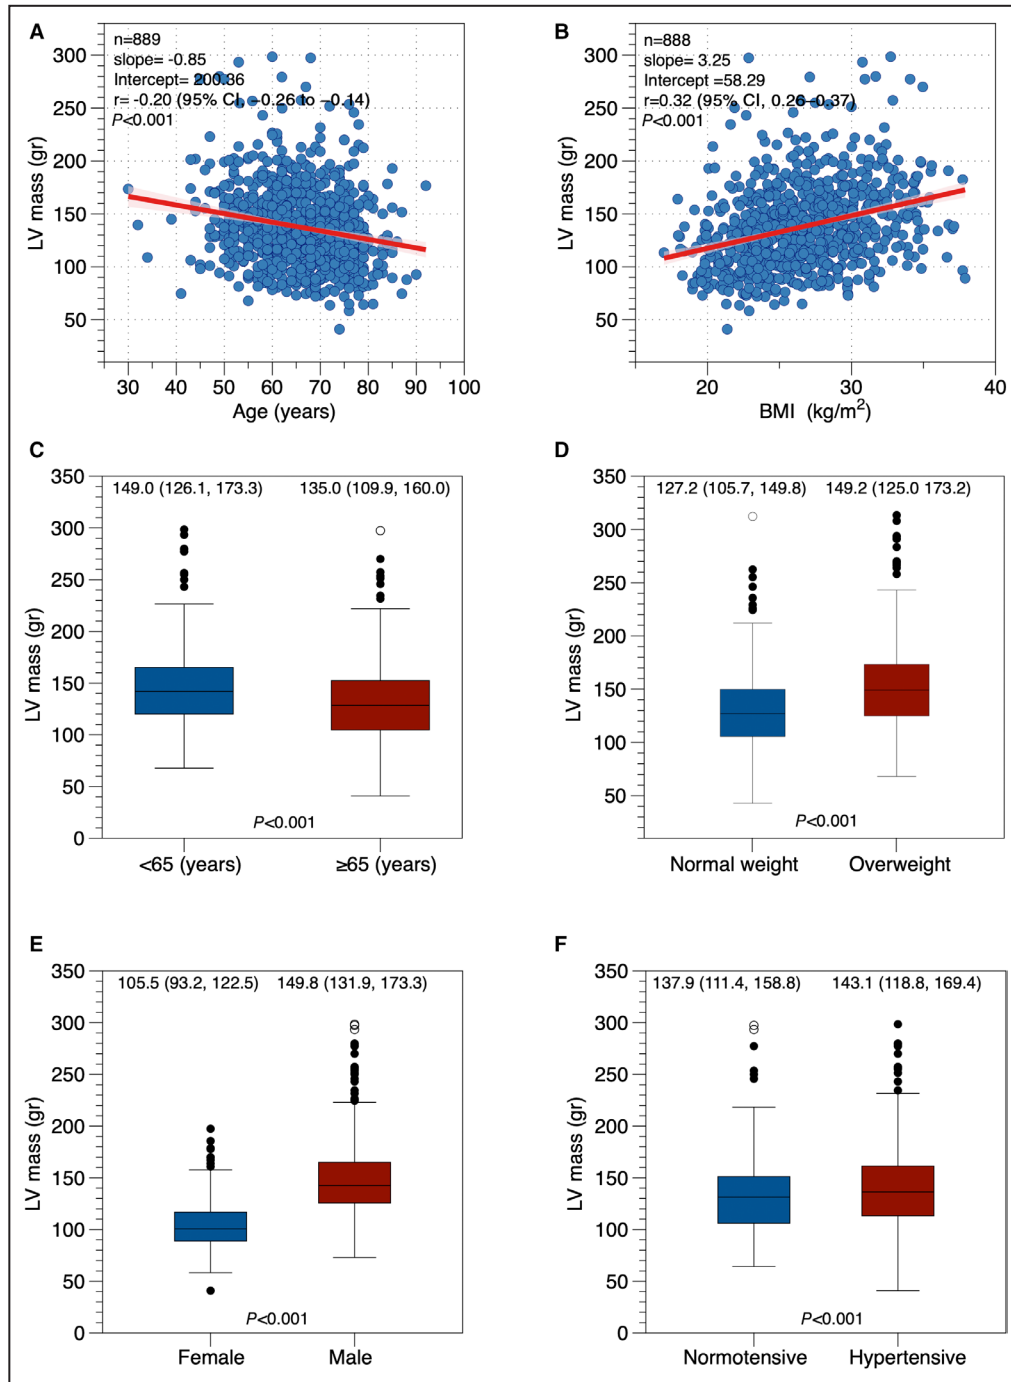 A
n=889
slope= -0.85
Intercept= 200.36
r= -0.20 (95% CI, −0.26 to −0.14)
P<0.001
300
250
200
150
100
50
LV mass (gr)
30 40 50 60 70 80 90 100
Age (years)
B
n=888
slope= 3.25
Intercept =58.29
r=0.32 (95% CI, 0.26–0.37)
P<0.001
300
250
200
150
100
50
LV mass (gr)
20 30 40
BMI (kg/m²)
C
149.0 (126.1, 173.3) 135.0 (109.9, 160.0)
350
300
250
200
150
100
50
0
LV mass (gr)
P<0.001
<65 (years) ≥65 (years)
D
127.2 (105.7, 149.8) 149.2 (125.0 173.2)
350
300
250
200
150
100
50
LV mass (gr)
P<0.001
Normal weight Overweight
E
105.5 (93.2, 122.5) 149.8 (131.9, 173.3)
350
300
250
200
150
100
50
0
LV mass (gr)
P<0.001
Female Male
F
137.9 (111.4, 158.8) 143.1 (118.8, 169.4)
350
300
250
200
150
100
50
0
LV mass (gr)
P<0.001
Normotensive Hypertensive